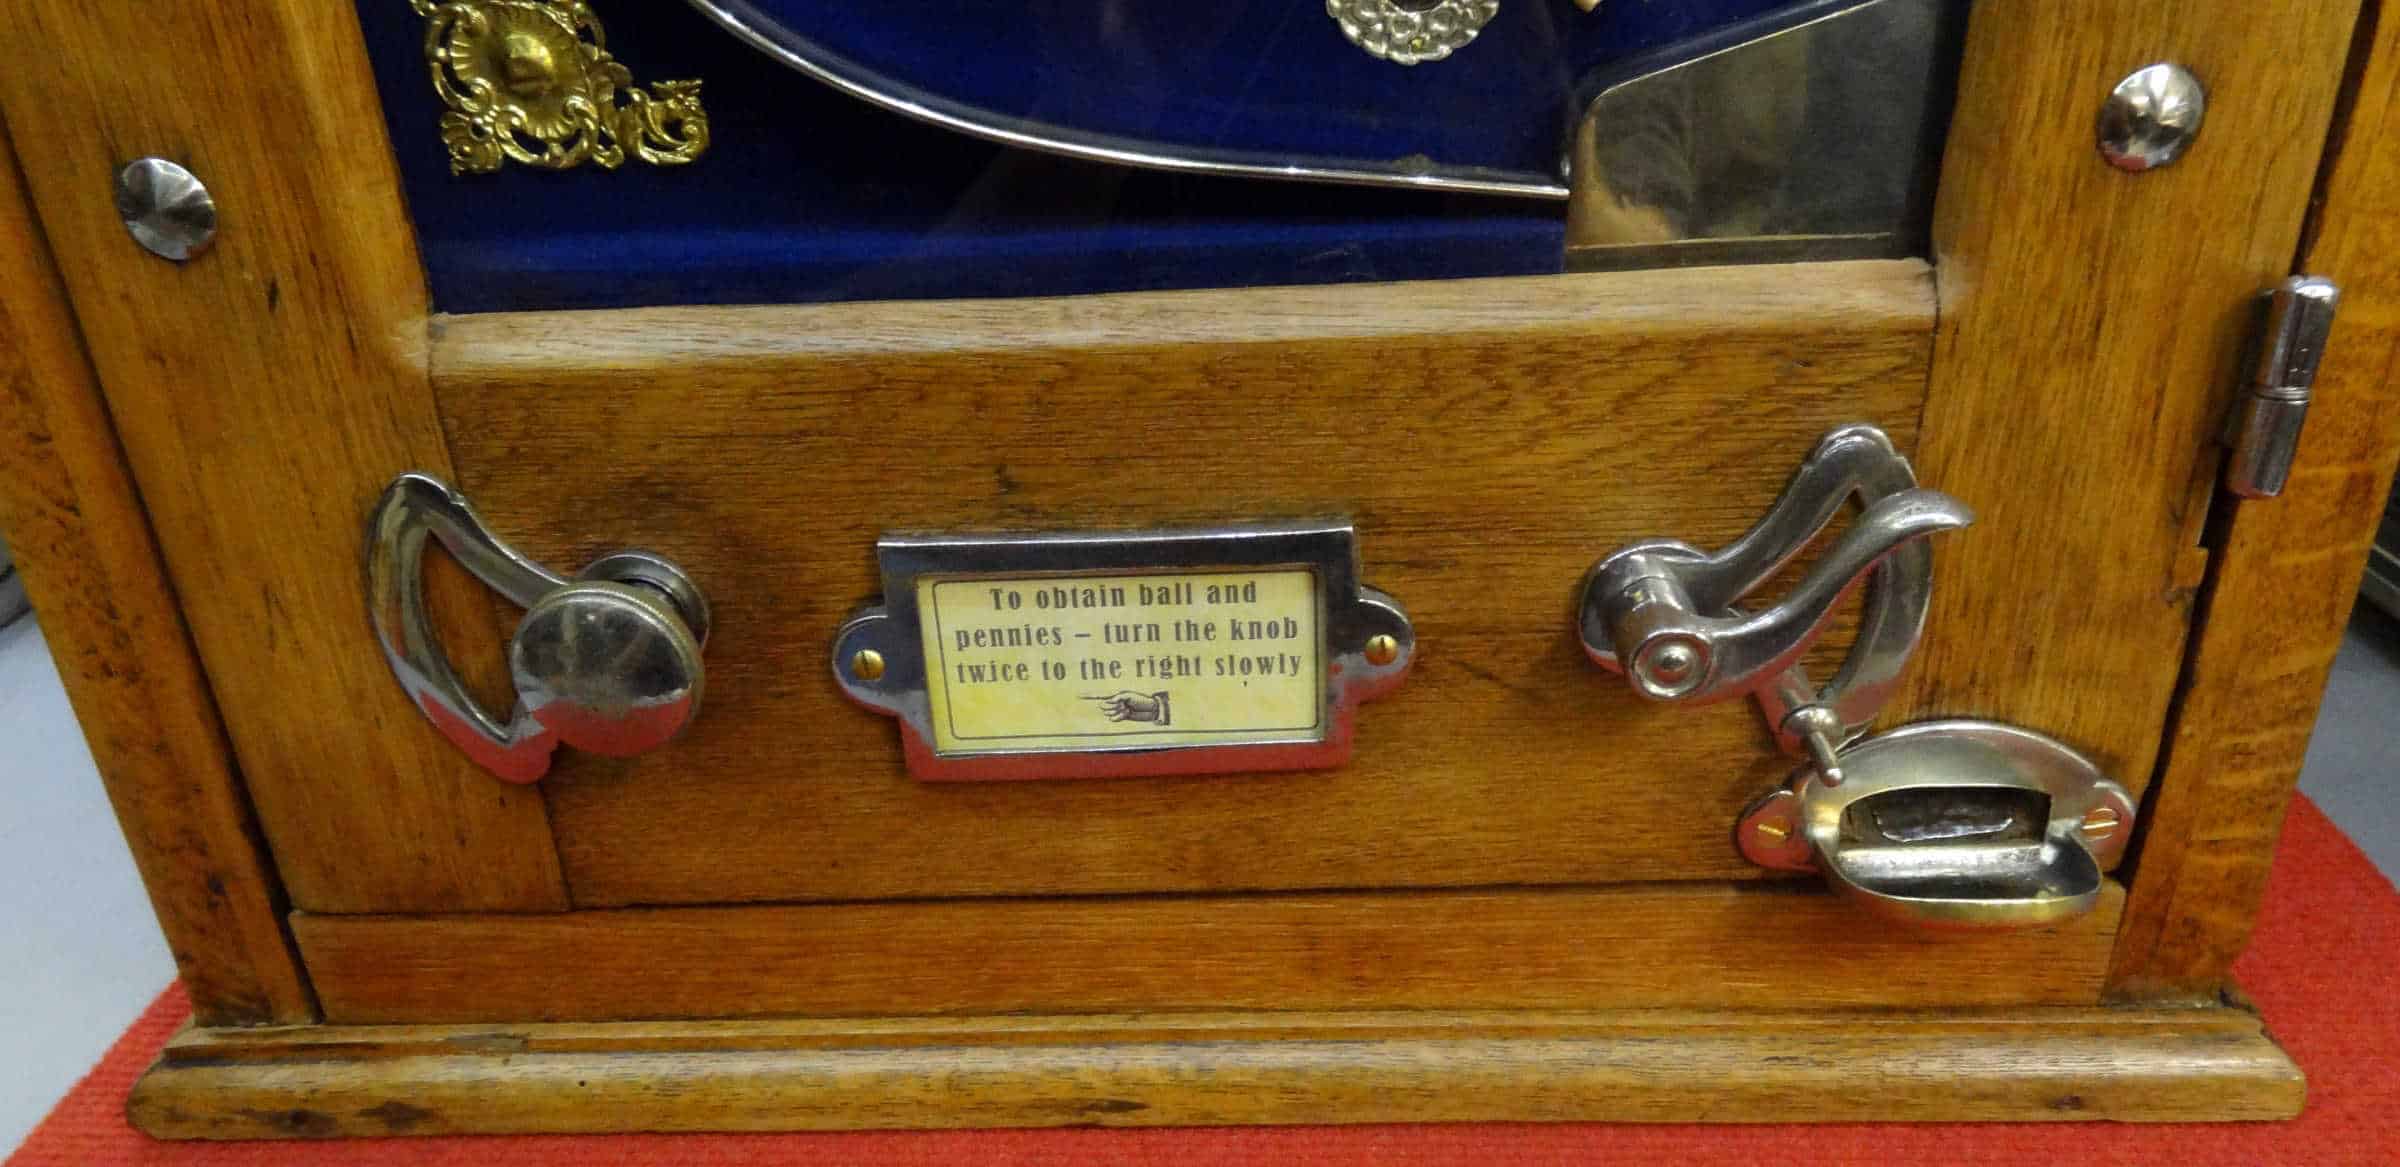 To obtain ball and
pennies – turn the knob
twice to the right slowly